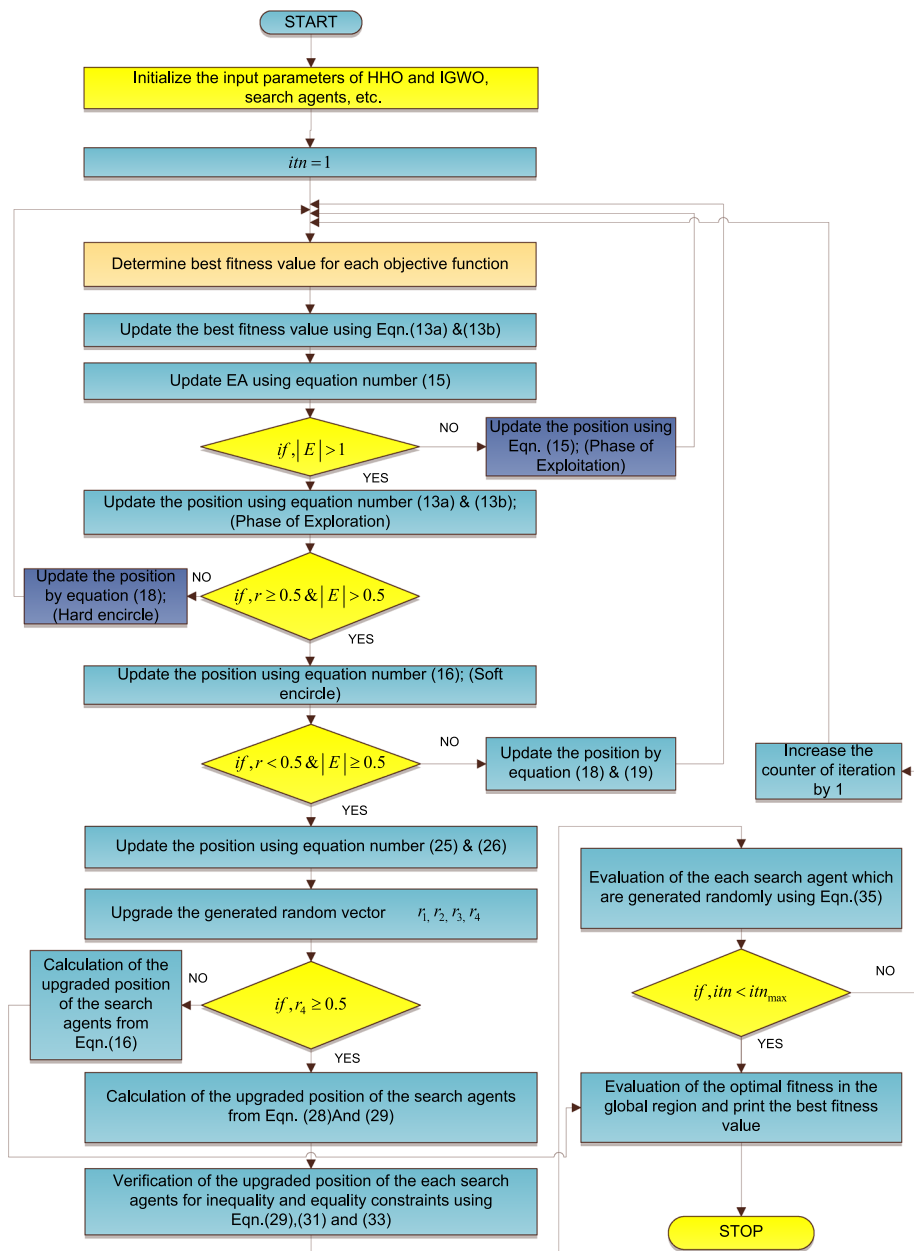 START
Initialize the input parameters of HHO and IGWO,
search agents, etc.
itn = 1
Determine best fitness value for each objective function
Update the best fitness value using Eqn.(13a) &(13b)
Update EA using equation number (15)
if,|E|>1
NO
Update the position using
Eqn. (15); (Phase of
Exploitation)
YES
Update the position using equation number (13a) & (13b);
(Phase of Exploration)
if,r ≥ 0.5 &|E|> 0.5
NO
Update the position
by equation (18);
(Hard encircle)
YES
Update the position using equation number (16); (Soft
encircle)
if,r < 0.5 &|E|≥ 0.5
NO
Update the position by
equation (18) & (19)
YES
Update the position using equation number (25) & (26)
Upgrade the generated random vector r1, r2, r3, r4
if,r4 ≥ 0.5
NO
Calculation of the
upgraded position
of the search
agents from
Eqn.(16)
YES
Calculation of the upgraded position of the search agents
from Eqn. (28)And (29)
Verification of the upgraded position of the each search
agents for inequality and equality constraints using
Eqn.(29),(31) and (33)
Increase the
counter of iteration
by 1
Evaluation of the each search agent which
are generated randomly using Eqn.(35)
if,itn < itnmax
NO
YES
Evaluation of the optimal fitness in the
global region and print the best fitness
value
STOP